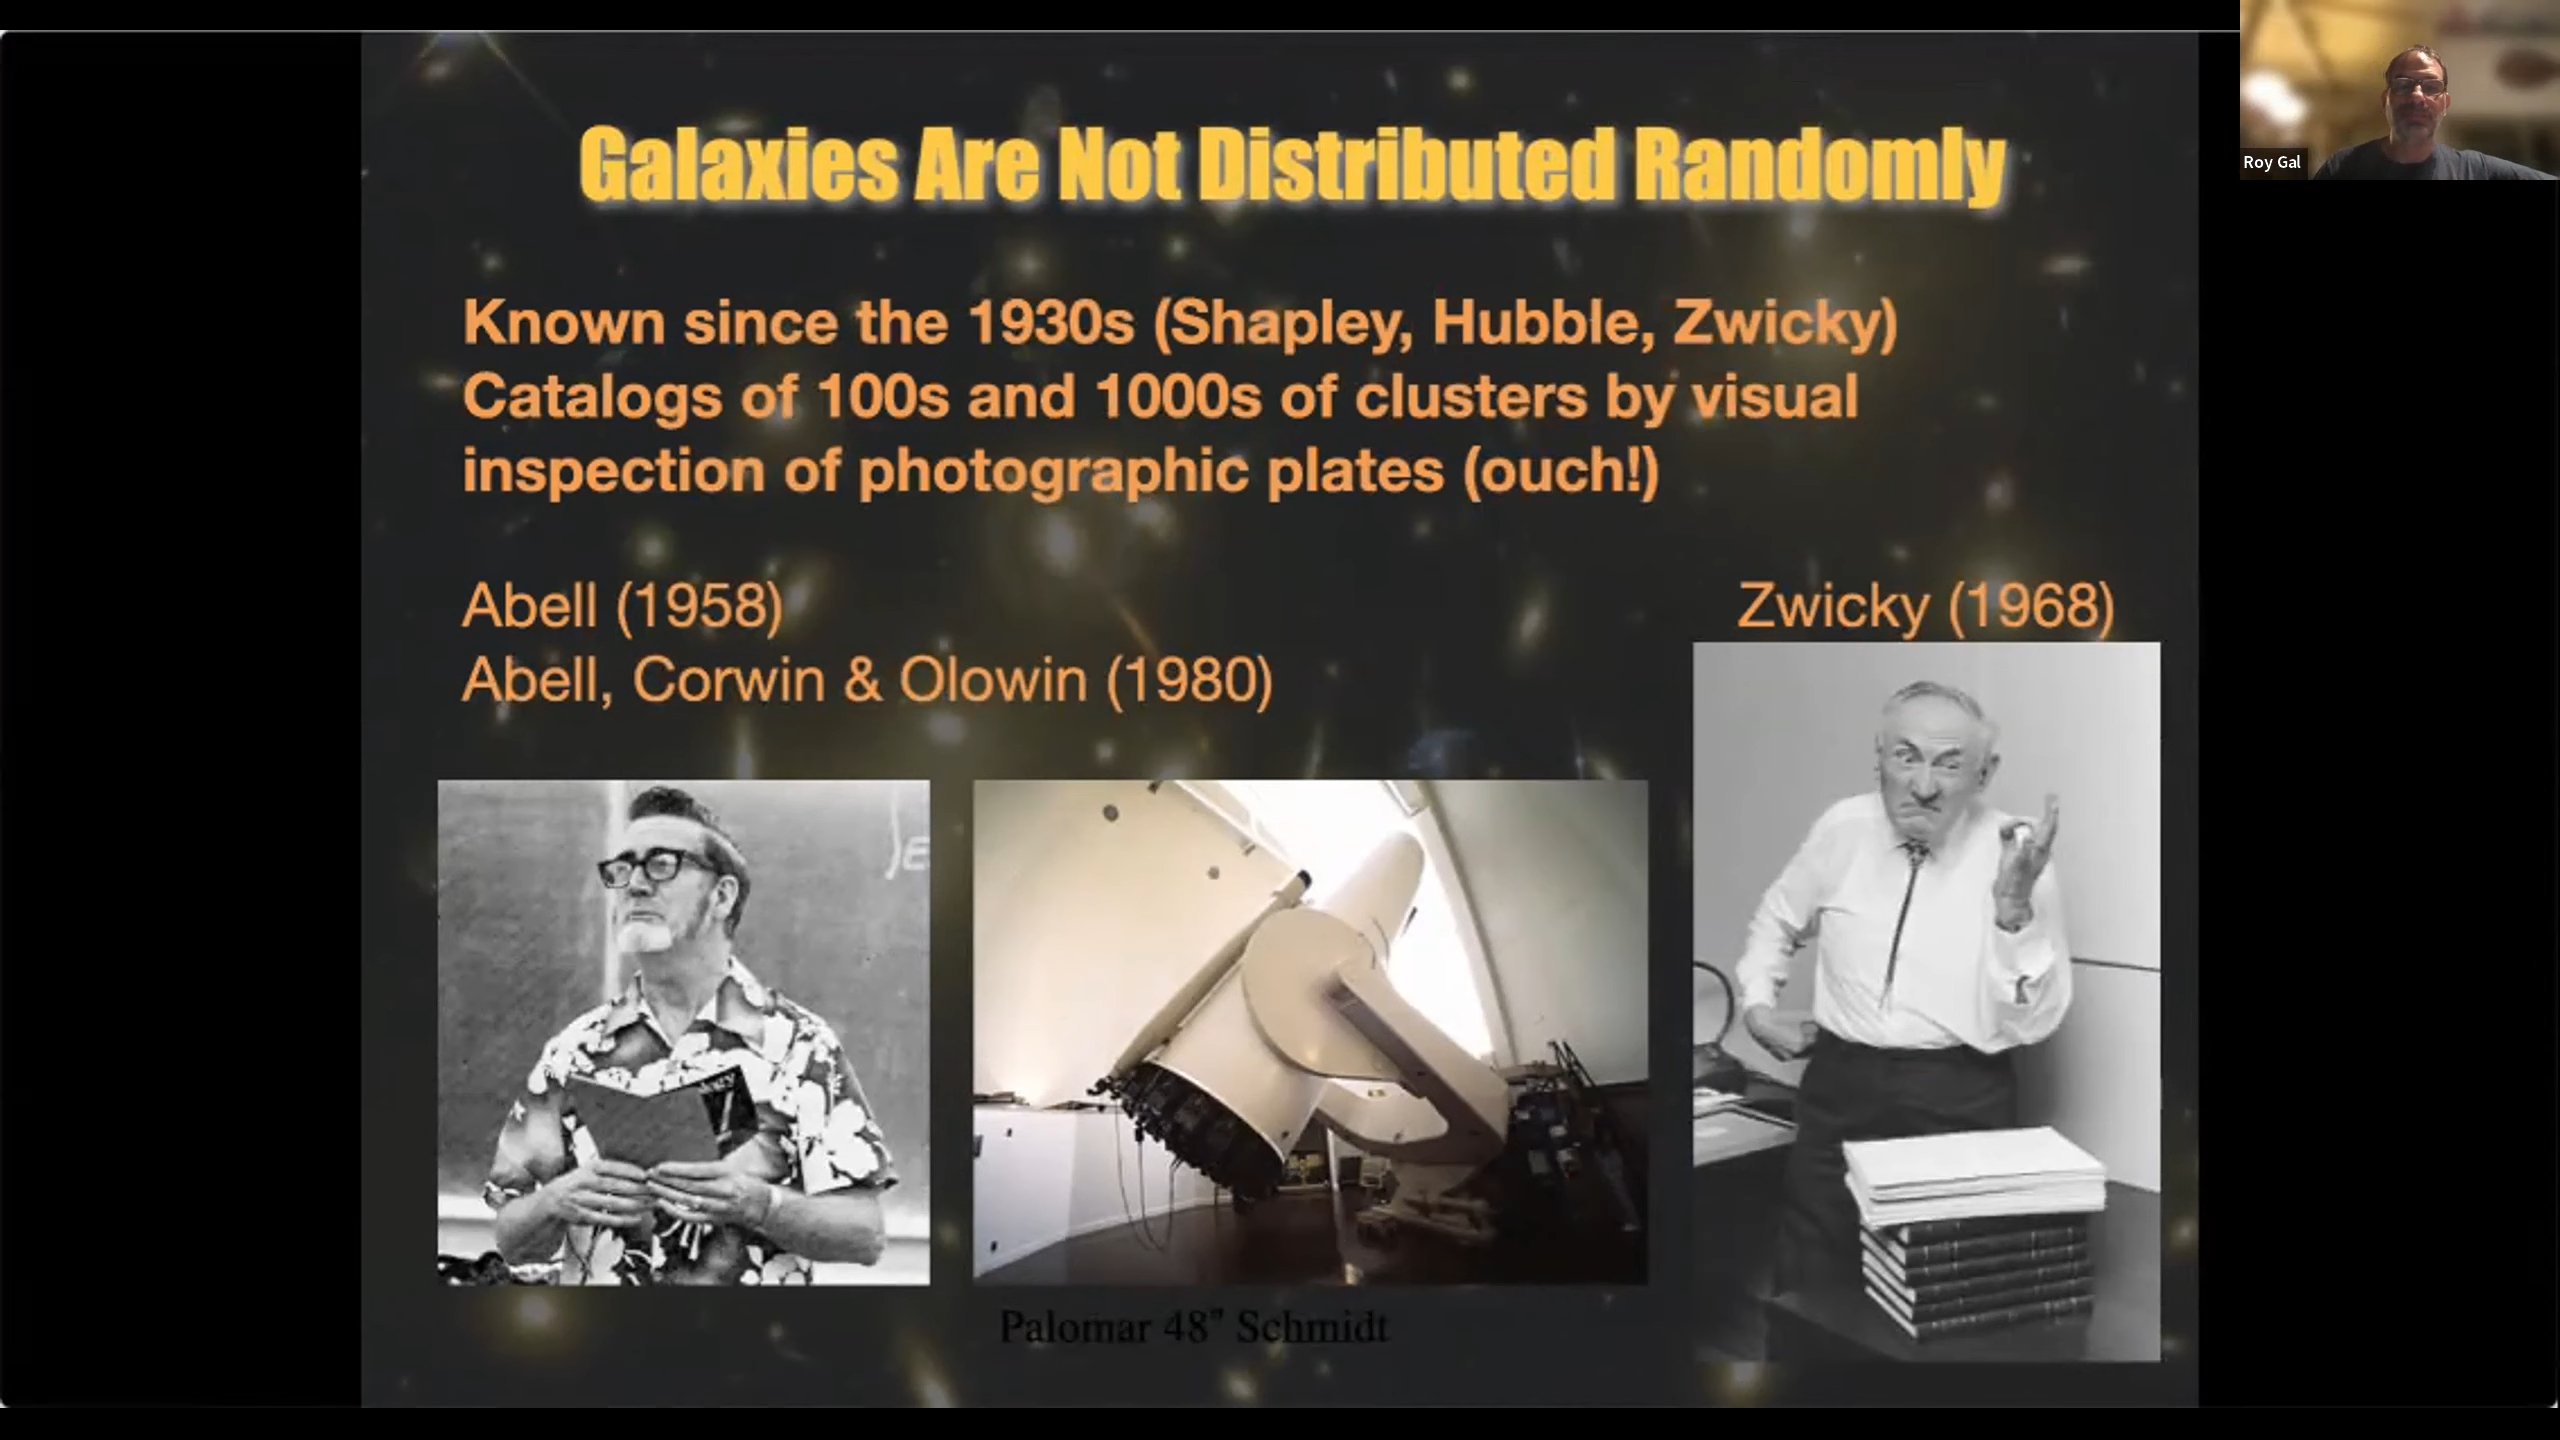 Galaxies Are Not Distributed Randomly
Roy Gal
Known since the 1930s (Shapley, Hubble, Zwicky)
Catalogs of 100s and 1000s of clusters by visual
inspection of photographic plates (ouch!)
Abell (1958)
Abell, Corwin & Olowin (1980)
Zwicky (1968)
Palomar 48" Schmidt